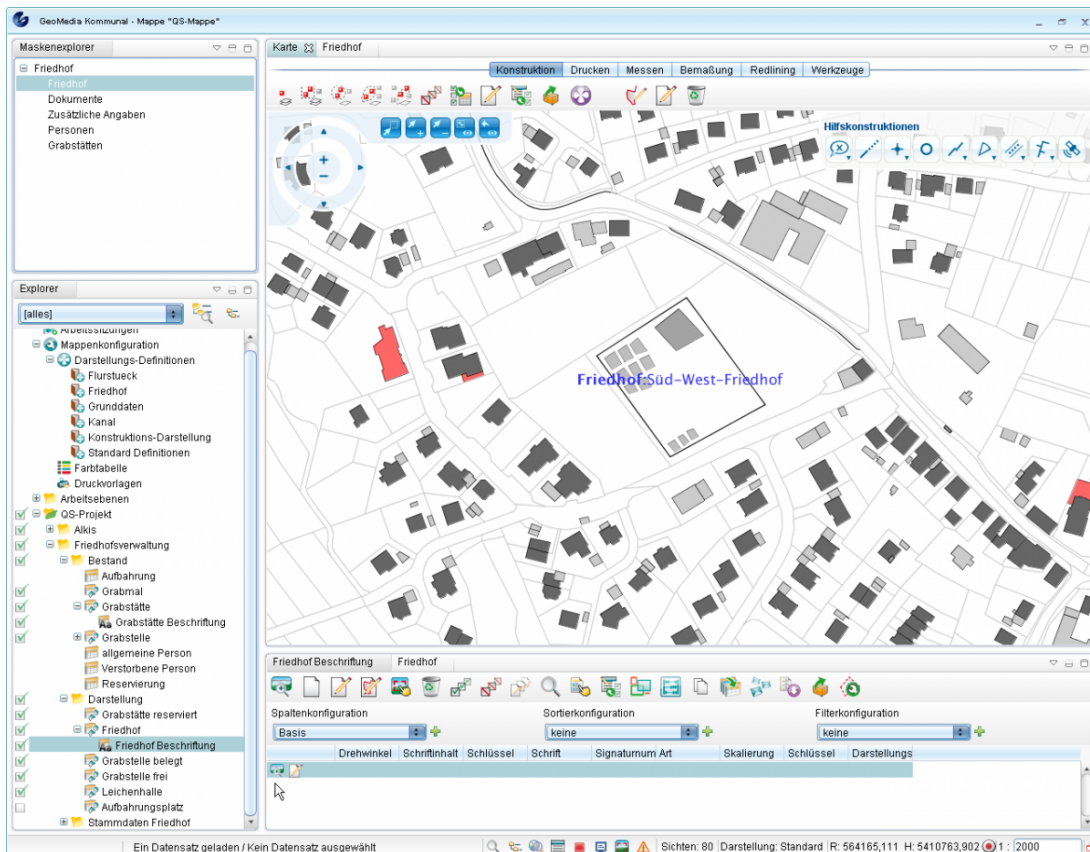 GeoMedia Kommunal - Mappe "QS-Mappe"
Maskenexplorer
Friedhof
Friedhof
Dokumente
Zusätzliche Angaben
Personen
Grabstätten
Explorer
[alles]
Arbeitssitzungen
Mappenkonfiguration
Darstellungs-Definitionen
Flurstueck
Friedhof
Grunddaten
Kanal
Konstruktions-Darstellung
Standard Definitionen
Farbtabelle
Druckvorlagen
Arbeitsebenen
QS-Projekt
Alkis
Friedhofsverwaltung
Bestand
Aufbahrung
Grabmal
Grabstätte
Grabstätte Beschriftung
Grabstelle
allgemeine Person
Verstorbene Person
Reservierung
Darstellung
Grabstätte reserviert
Friedhof
Friedhof Beschriftung
Grabstelle belegt
Grabstelle frei
Leichenhalle
Aufbahrungsplatz
Stammdaten Friedhof
Karte Friedhof
Konstruktion Drucken Messen Bemaßung Redlining Werkzeuge
Hilfskonstruktionen
Friedhof:Süd-West-Friedhof
Friedhof Beschriftung Friedhof
Spaltenkonfiguration Sortierkonfiguration Filterkonfiguration
Basis keine keine
Drehwinkel Schriftinhalt Schlüssel Schrift Signaturnum Art Skalierung Schlüssel Darstellungs
Ein Datensatz geladen / Kein Datensatz ausgewählt
Sichten: 80 Darstellung: Standard R: 564165,111 H: 5410763,902 1 : 2000